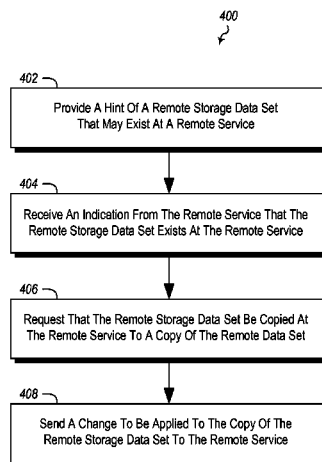 400
402
Provide A Hint Of A Remote Storage Data Set
That May Exist At A Remote Service
404
Receive An Indication From The Remote Service That The
Remote Storage Data Set Exists At The Remote Service
406
Request That The Remote Storage Data Set Be Copied At
The Remote Service To A Copy Of The Remote Data Set
408
Send A Change To Be Applied To The Copy Of The
Remote Storage Data Set To The Remote Service